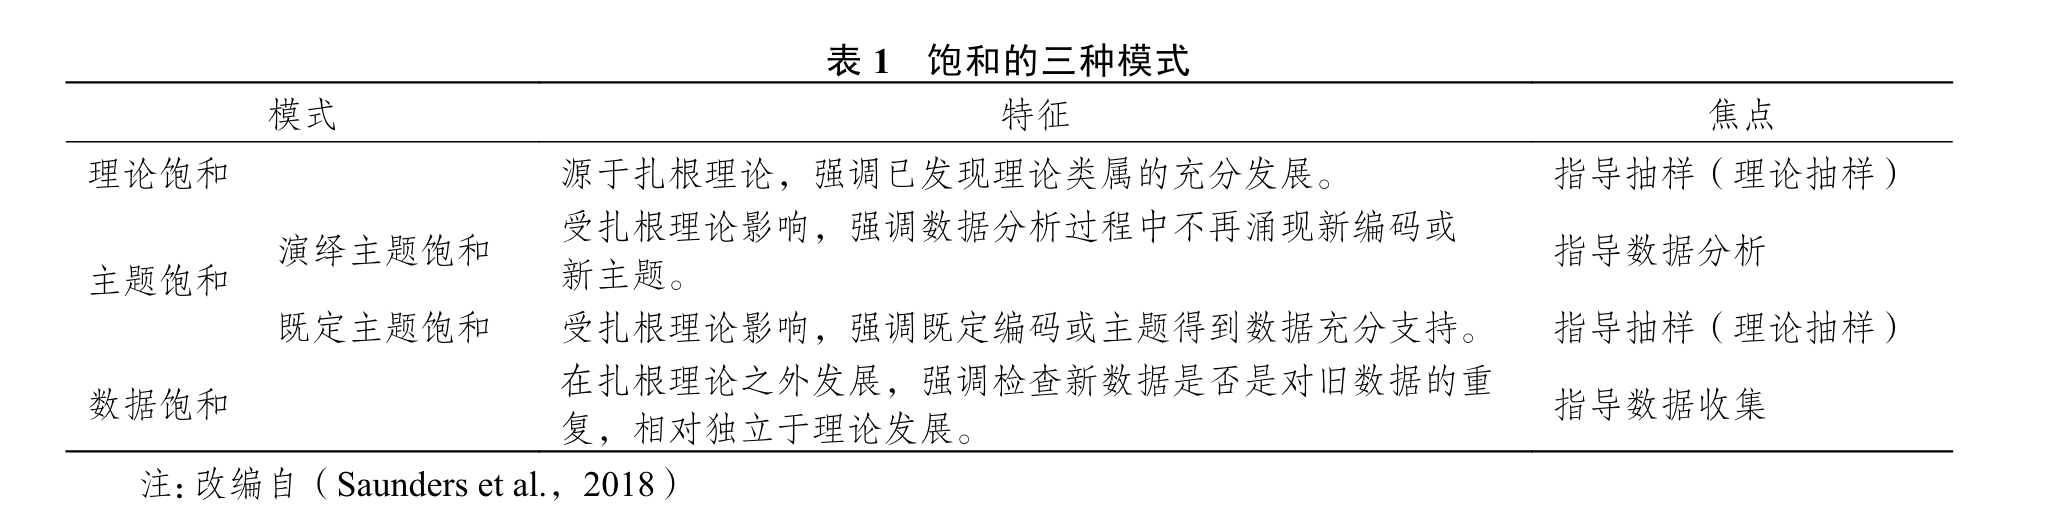 表 1 饱和的三种模式
模式 特征 焦点
理论饱和 源于扎根理论，强调已发现理论类属的充分发展。 指导抽样（理论抽样）
主题饱和 演绎主题饱和 受扎根理论影响，强调数据分析过程中不再涌现新编码或
新主题。 指导数据分析
既定主题饱和 受扎根理论影响，强调既定编码或主题得到数据充分支持。 指导抽样（理论抽样）
数据饱和 在扎根理论之外发展，强调检查新数据是否是对旧数据的重
复，相对独立于理论发展。 指导数据收集
注：改编自（Saunders et al.，2018）